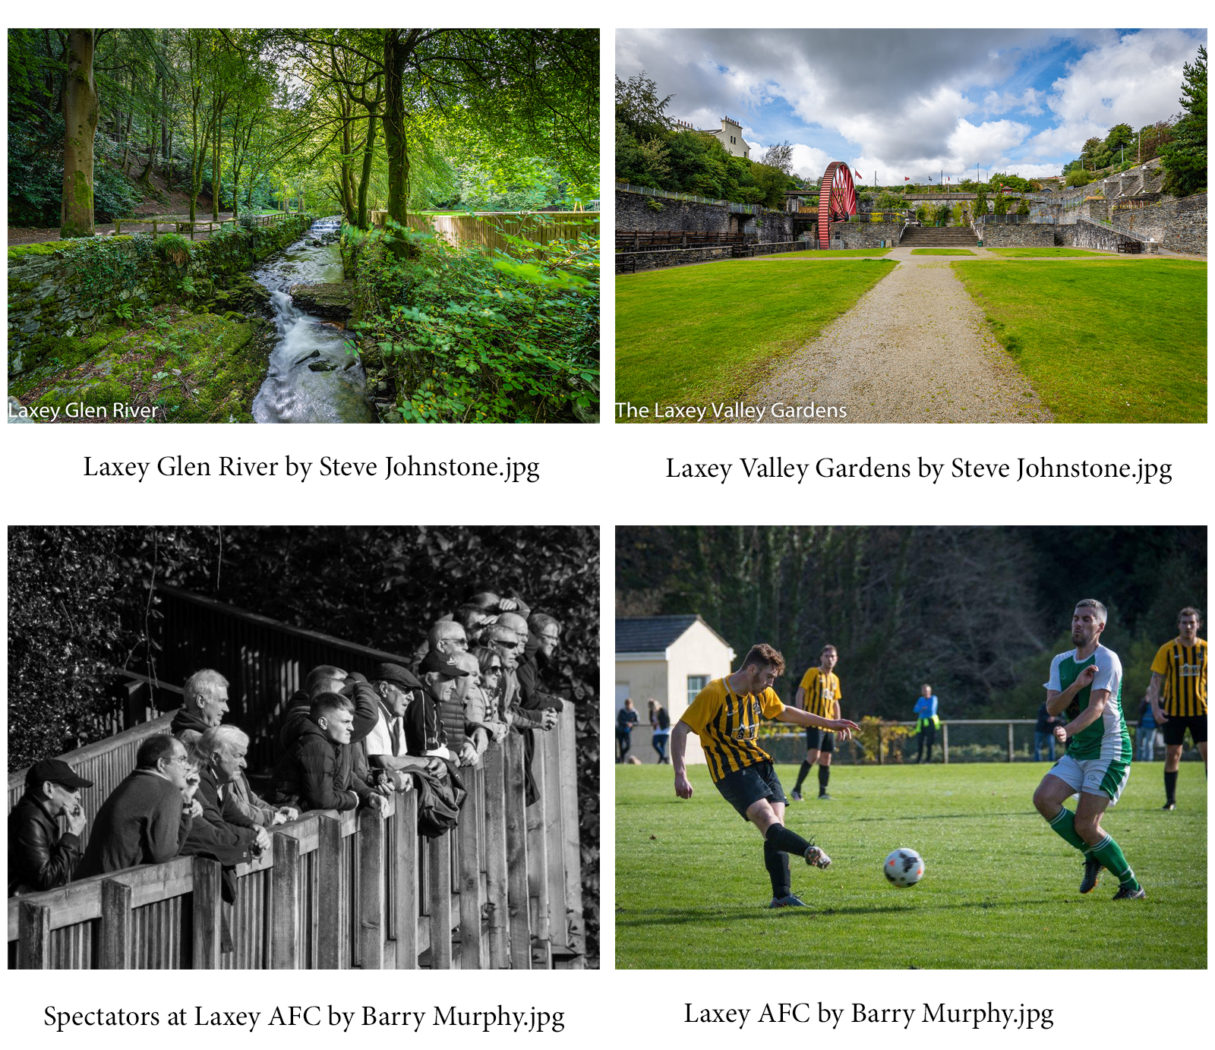 Laxey Glen River
The Laxey Valley Gardens
Laxey Glen River by Steve Johnstone.jpg
Laxey Valley Gardens by Steve Johnstone.jpg
Spectators at Laxey AFC by Barry Murphy.jpg
Laxey AFC by Barry Murphy.jpg